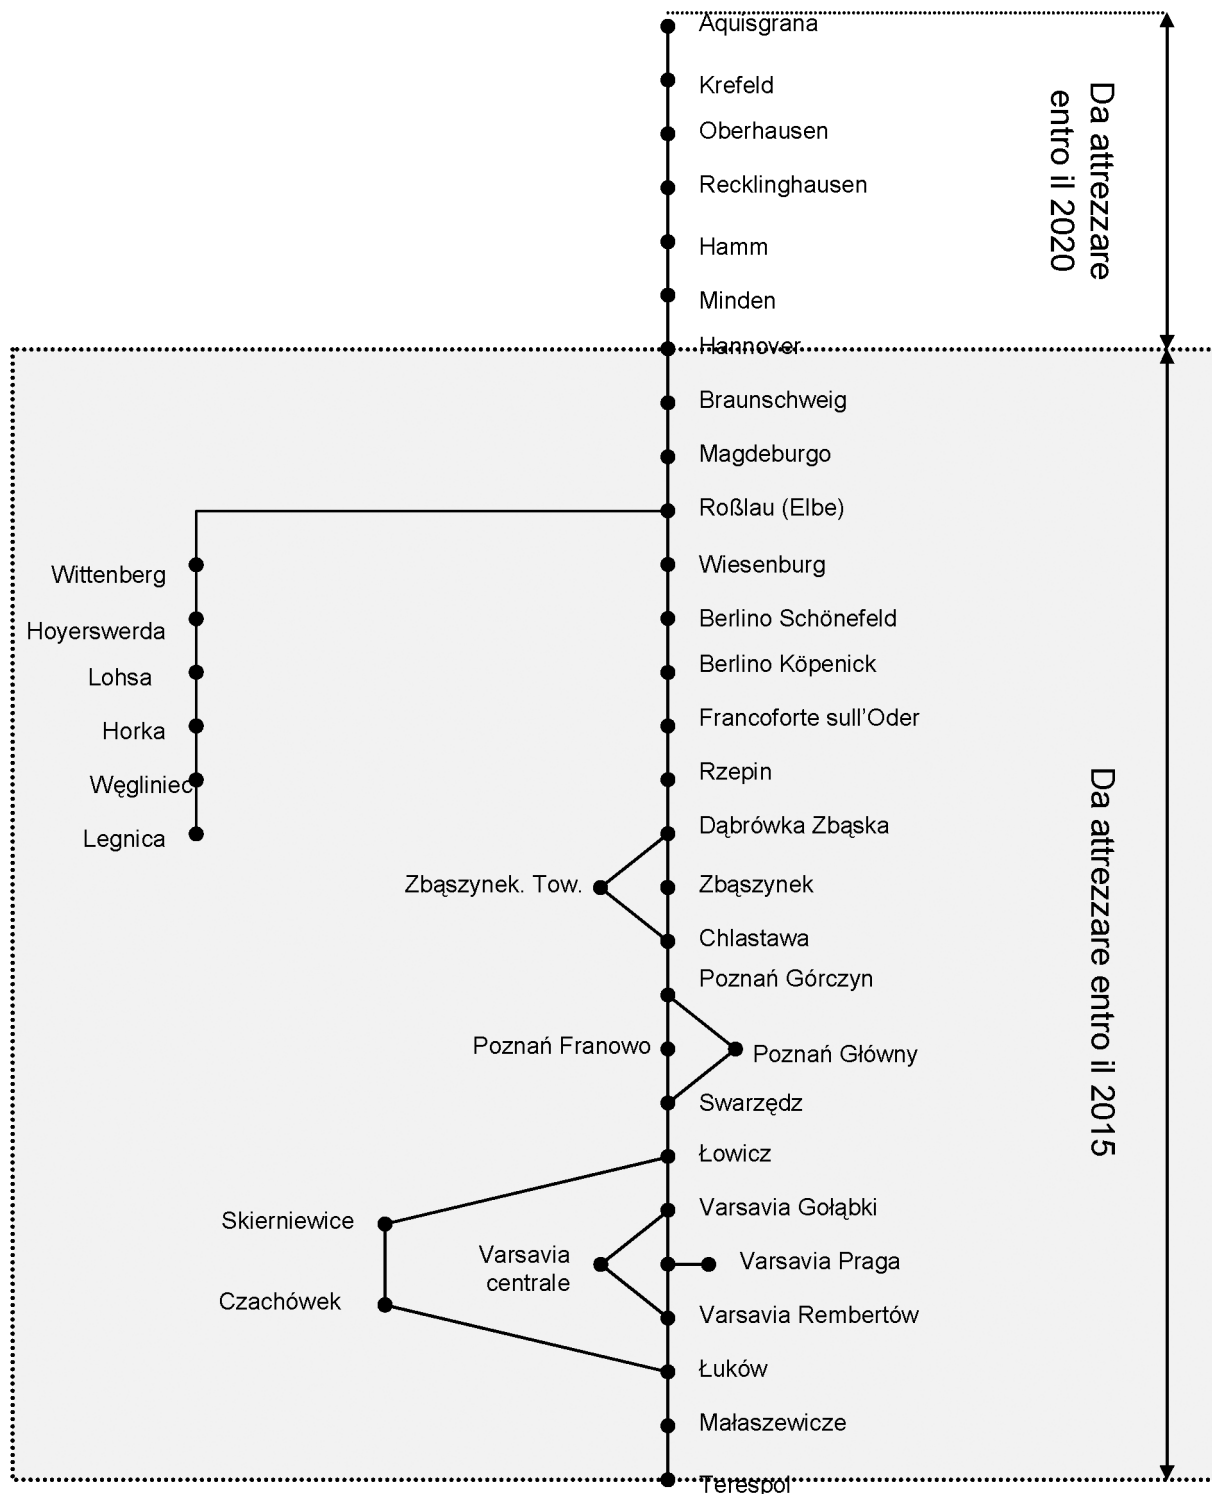 Aquisgrana
Krefeld
Oberhausen
Recklinghausen
Hamm
Minden
Hannover
Da attrezzare
entro il 2020
Braunschweig
Magdeburgo
Roßlau (Elbe)
Wiesenburg
Berlino Schönefeld
Berlino Köpenick
Francoforte sull'Oder
Rzepin
Dąbrówka Zbąska
Zbąszynek
Chlastawa
Poznań Górczyn
Poznań Franowo
Poznań Główny
Swarzędz
Łowicz
Varsavia Gołąbki
Varsavia Praga
Varsavia Rembertów
Łuków
Małaszewicze
Terespol
Wittenberg
Hoyerswerda
Lohsa
Horka
Węgliniec
Legnica
Zbąszynek. Tow.
Skierniewice
Czachówek
Varsavia
centrale
Da attrezzare entro il 2015